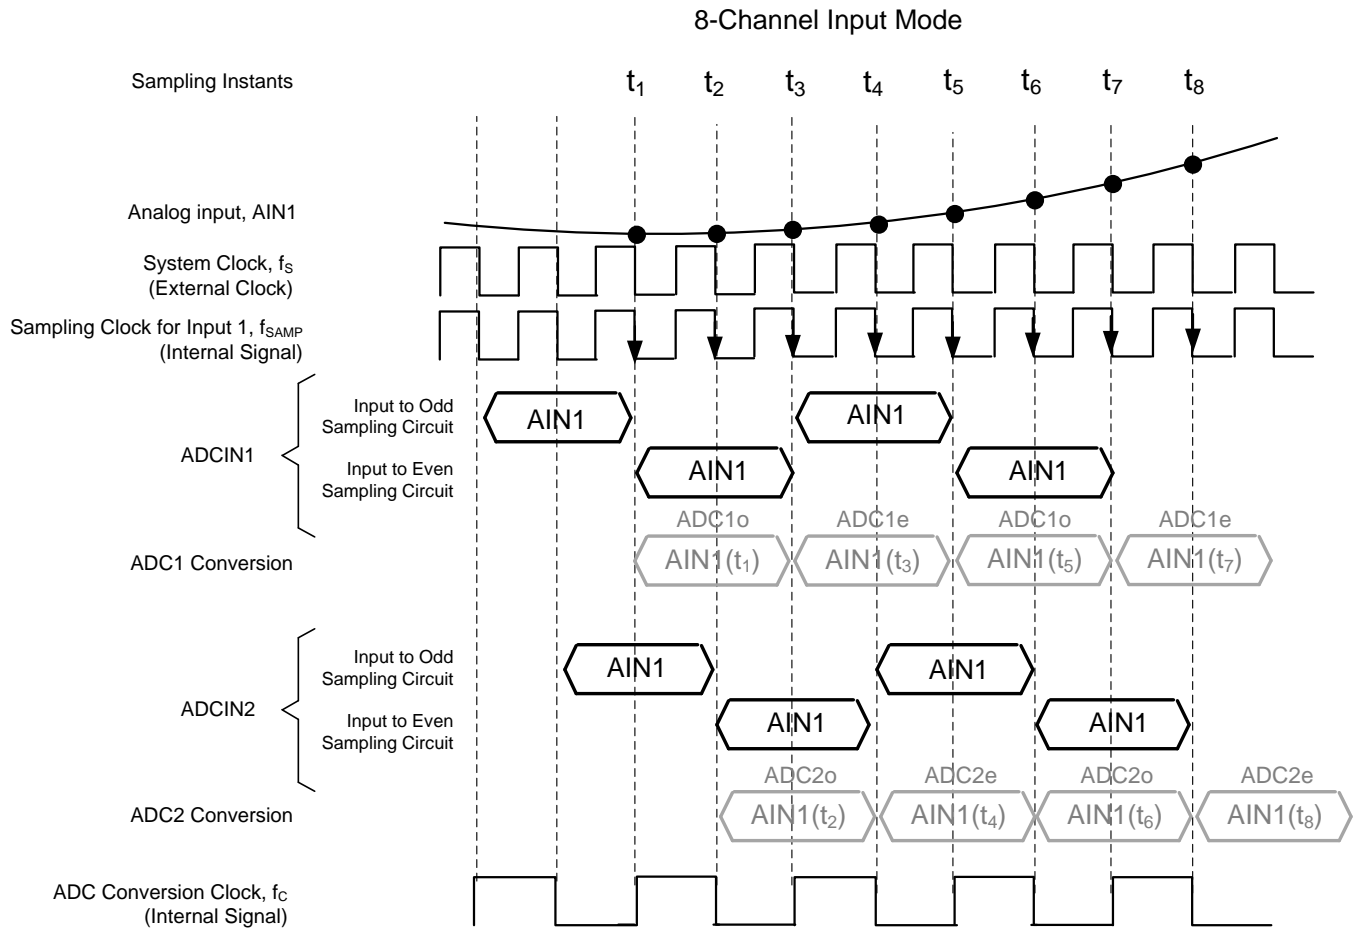 8-Channel Input Mode
Sampling Instants
t1 t2 t3 t4 t5 t6 t7 t8
Analog input, AIN1
System Clock, fS
(External Clock)
Sampling Clock for Input 1, fSAMP
(Internal Signal)
ADCIN1
Input to Odd
Sampling Circuit
AIN1 AIN1
Input to Even
Sampling Circuit
AIN1 AIN1
ADC1o ADC1e ADC1o ADC1e
ADC1 Conversion
AIN1(t1) AIN1(t3) AIN1(t5) AIN1(t7)
ADCIN2
Input to Odd
Sampling Circuit
AIN1 AIN1
Input to Even
Sampling Circuit
AIN1 AIN1
ADC2o ADC2e ADC2o ADC2e
ADC2 Conversion
AIN1(t2) AIN1(t4) AIN1(t6) AIN1(t8)
ADC Conversion Clock, fC
(Internal Signal)